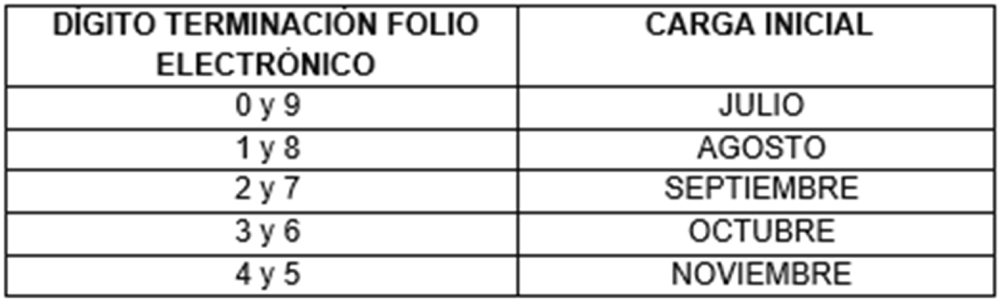 DÍGITO TERMINACIÓN FOLIO
ELECTRÓNICO
CARGA INICIAL
0 y 9
JULIO
1 y 8
AGOSTO
2 y 7
SEPTIEMBRE
3 y 6
OCTUBRE
4 y 5
NOVIEMBRE